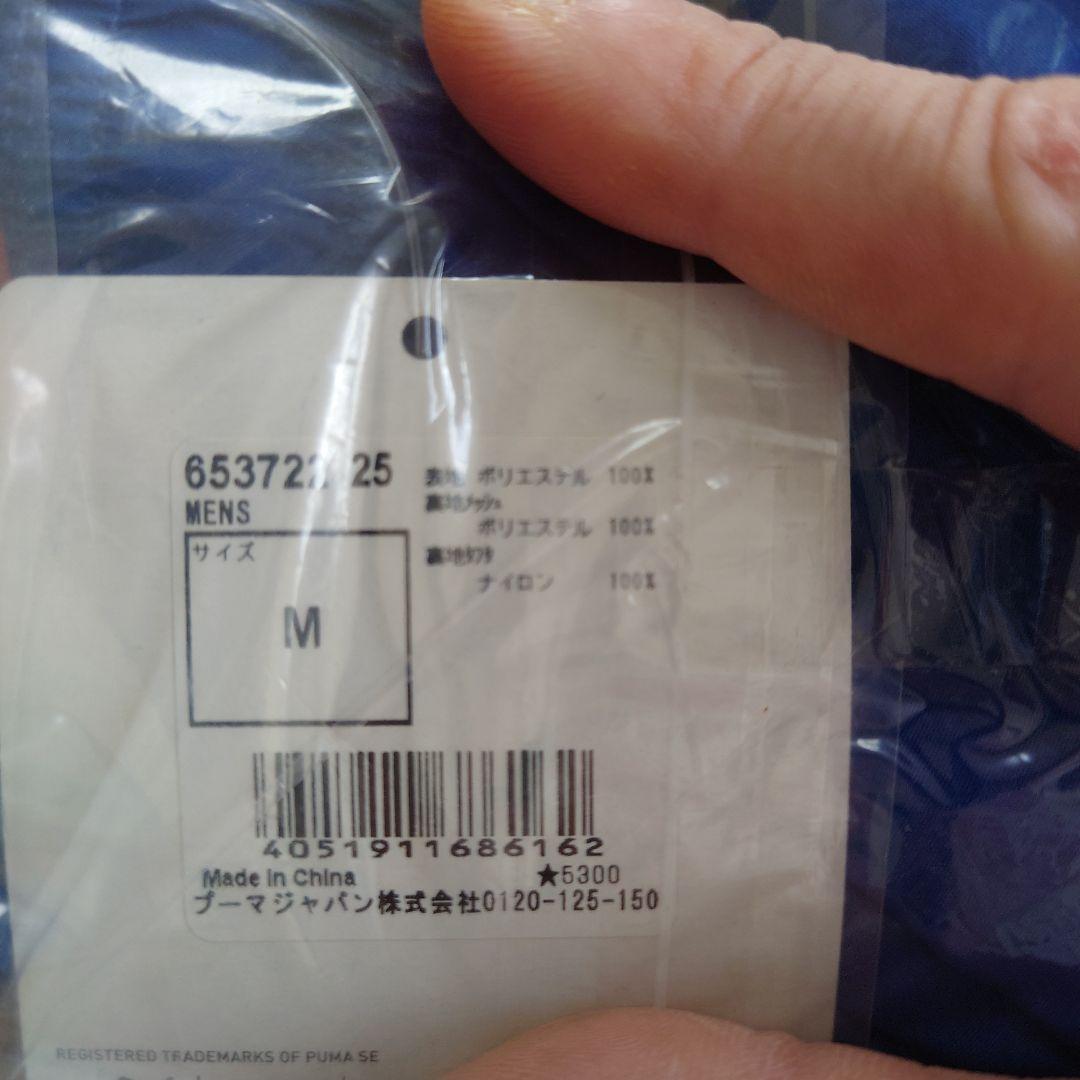 653722 25
MENS
サイズ
M
表地 ポリエステル 100%
裏地メッシュ
ポリエステル 100%
裏地タフタ
ナイロン 100%
4051911686162
Made in China
★5300
プーマジャパン株式会社0120-125-150
REGISTERED TRADEMARKS OF PUMA SE